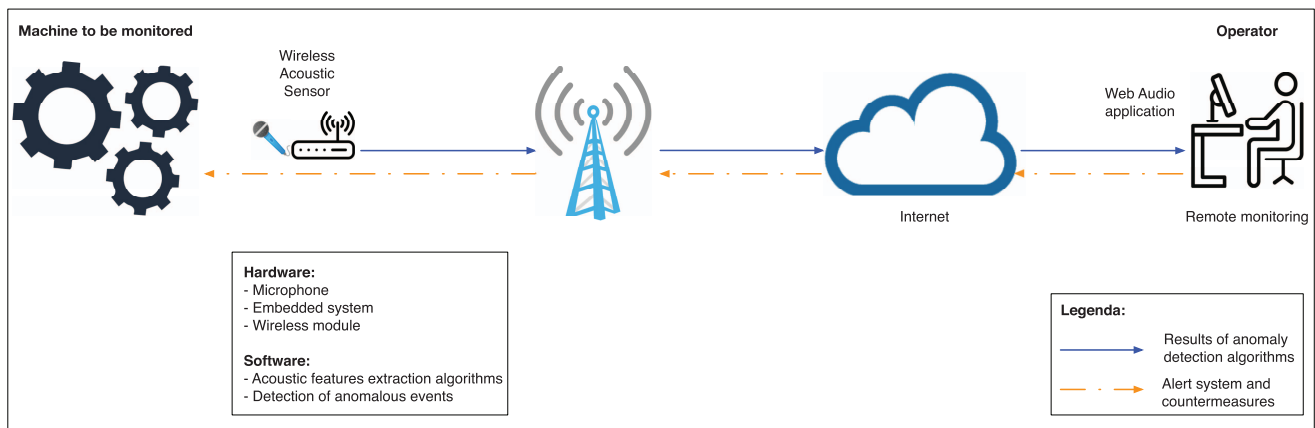 Machine to be monitored
Wireless
Acoustic
Sensor
Operator
Web Audio
application
Internet
Remote monitoring
Hardware:
- Microphone
- Embedded system
- Wireless module
Software:
- Acoustic features extraction algorithms
- Detection of anomalous events
Legenda:
Results of anomaly
detection algorithms
Alert system and
countermeasures